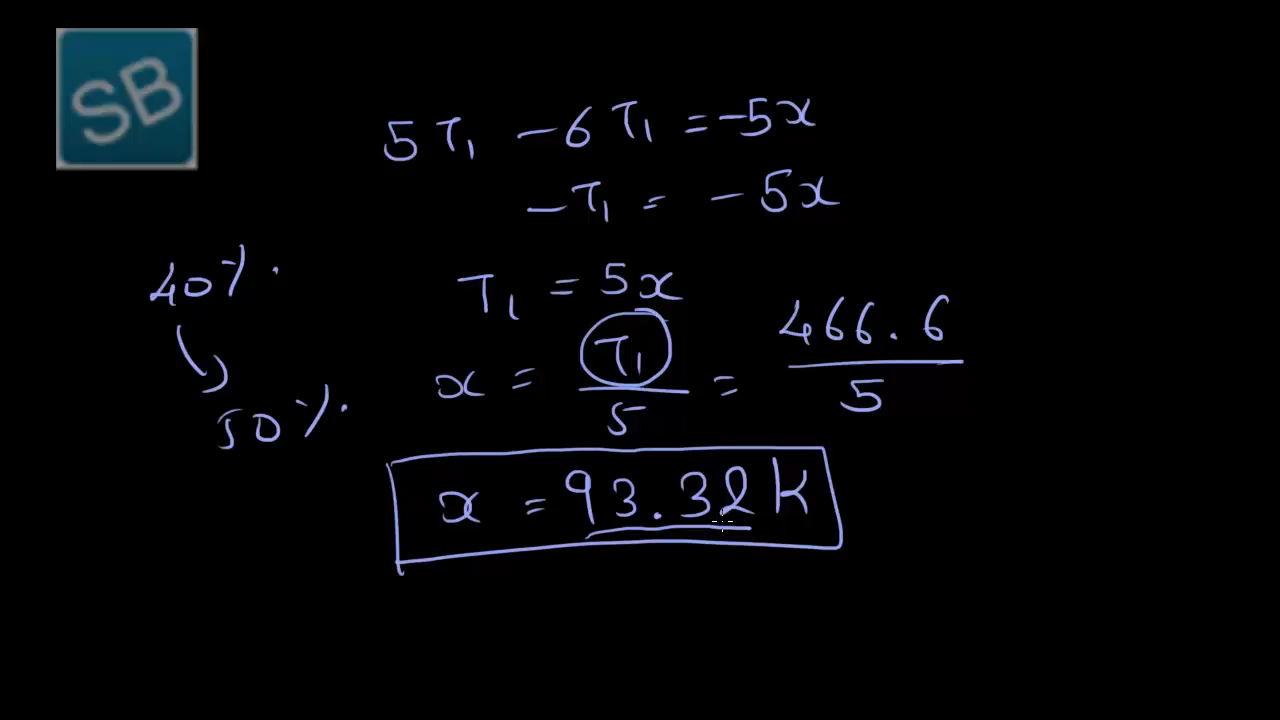 SB
5T₁ - 6T₁ = -5x
-T₁ = -5x
40%.
50%.
T₁ = 5x
x = T₁/5 = 466.6/5
x = 93.32 K